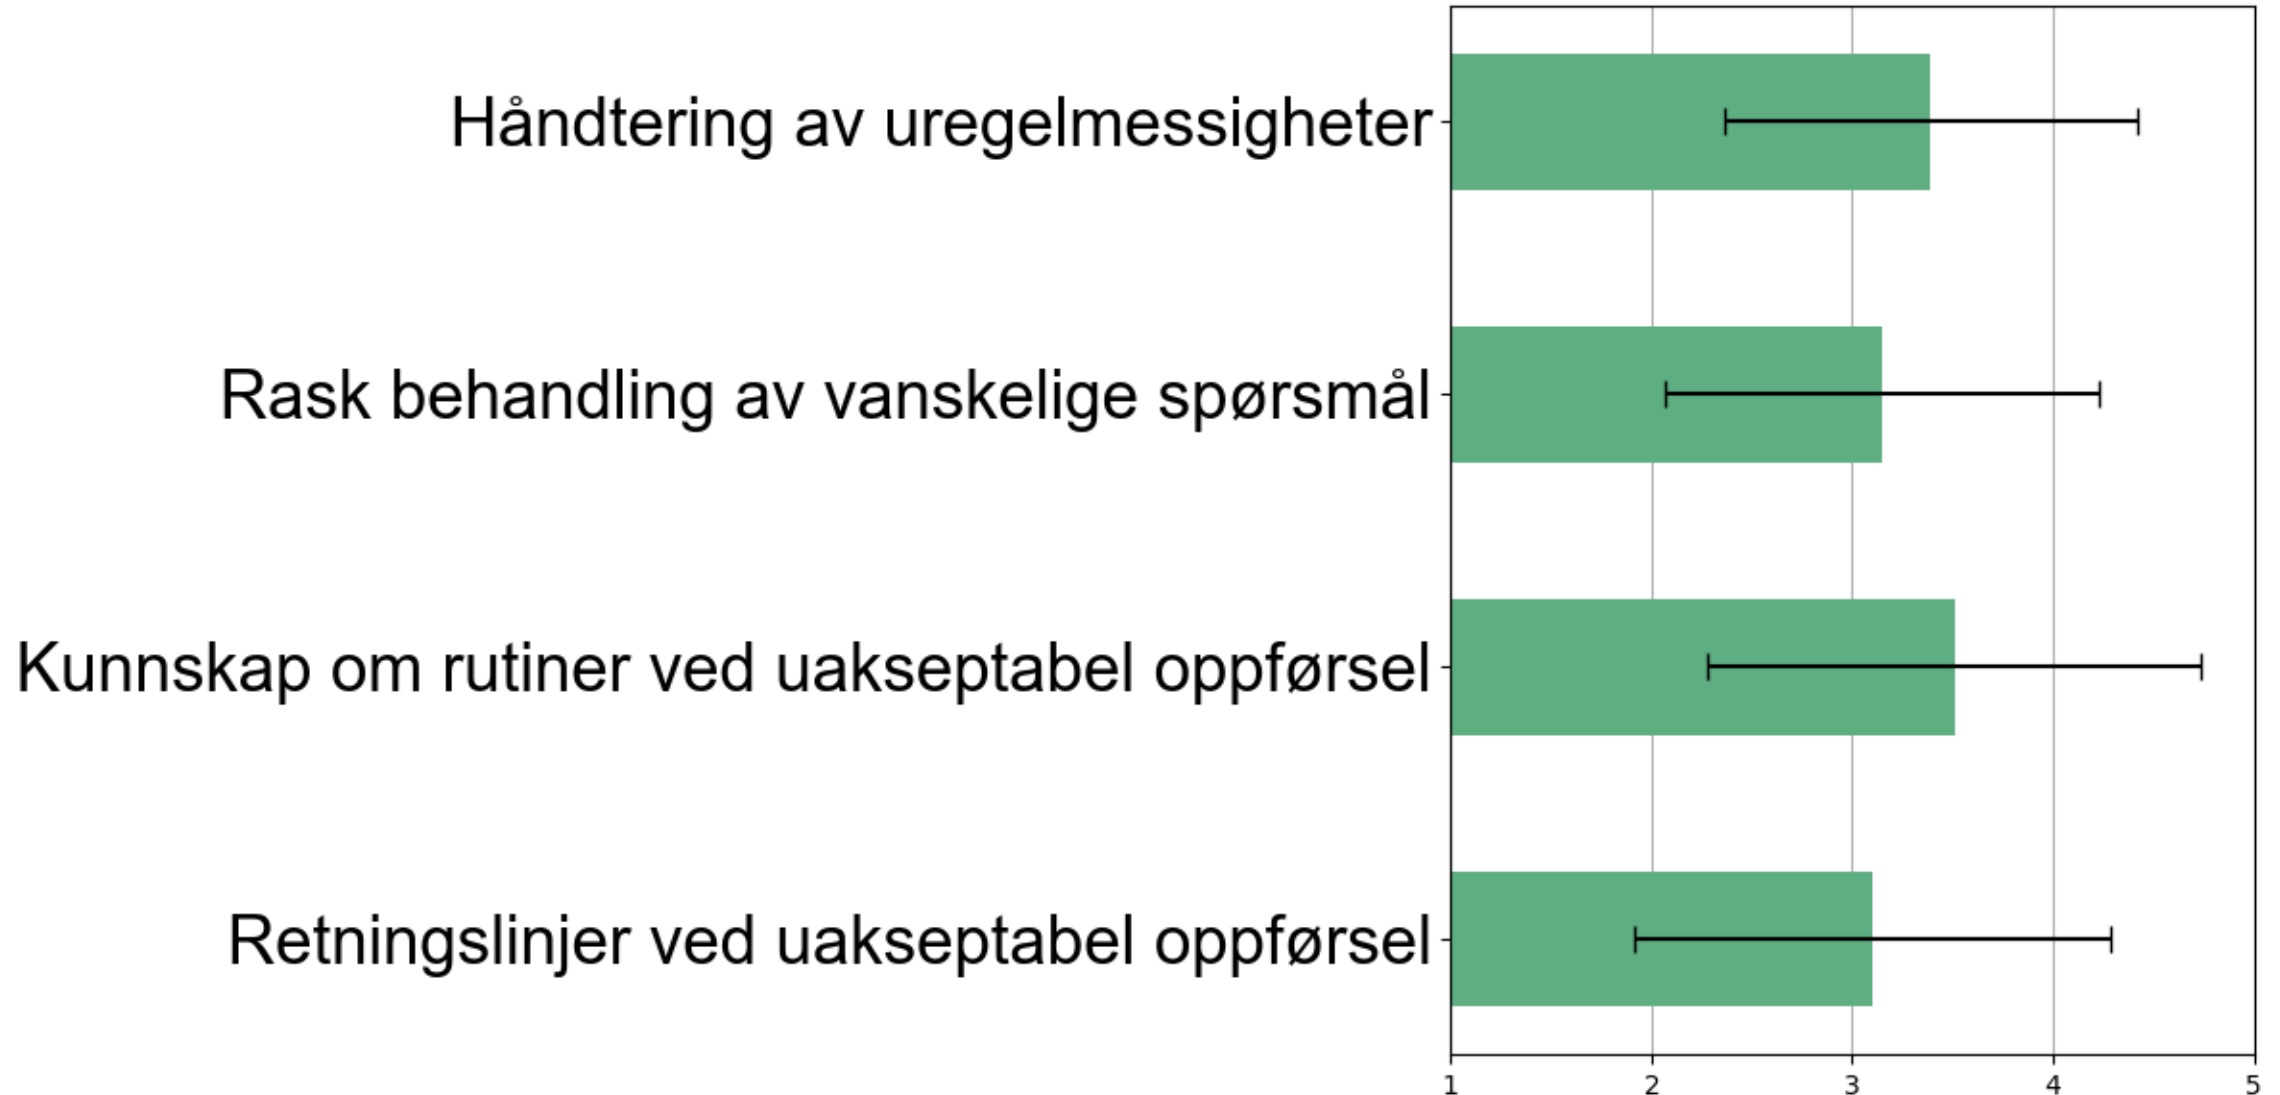 Håndtering av uregelmessigheter
Rask behandling av vanskelige spørsmål
Kunnskap om rutiner ved uakseptabel oppførsel
Retningslinjer ved uakseptabel oppførsel
1 2 3 4 5